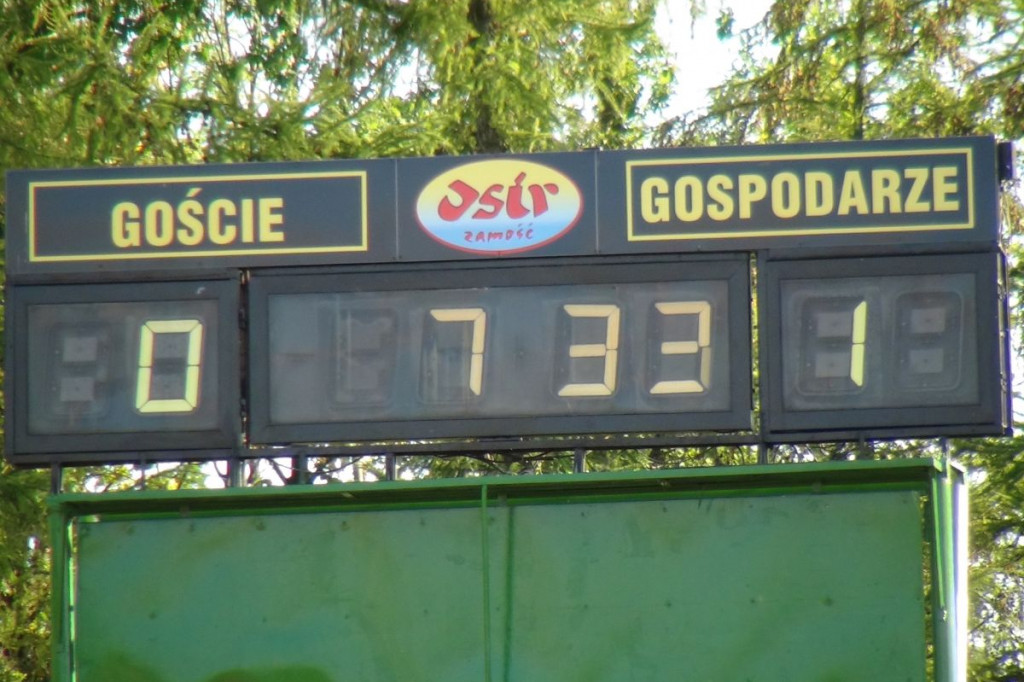 GOŚCIE
OSiR
ZAMOŚĆ
GOSPODARZE
0
7 33
1